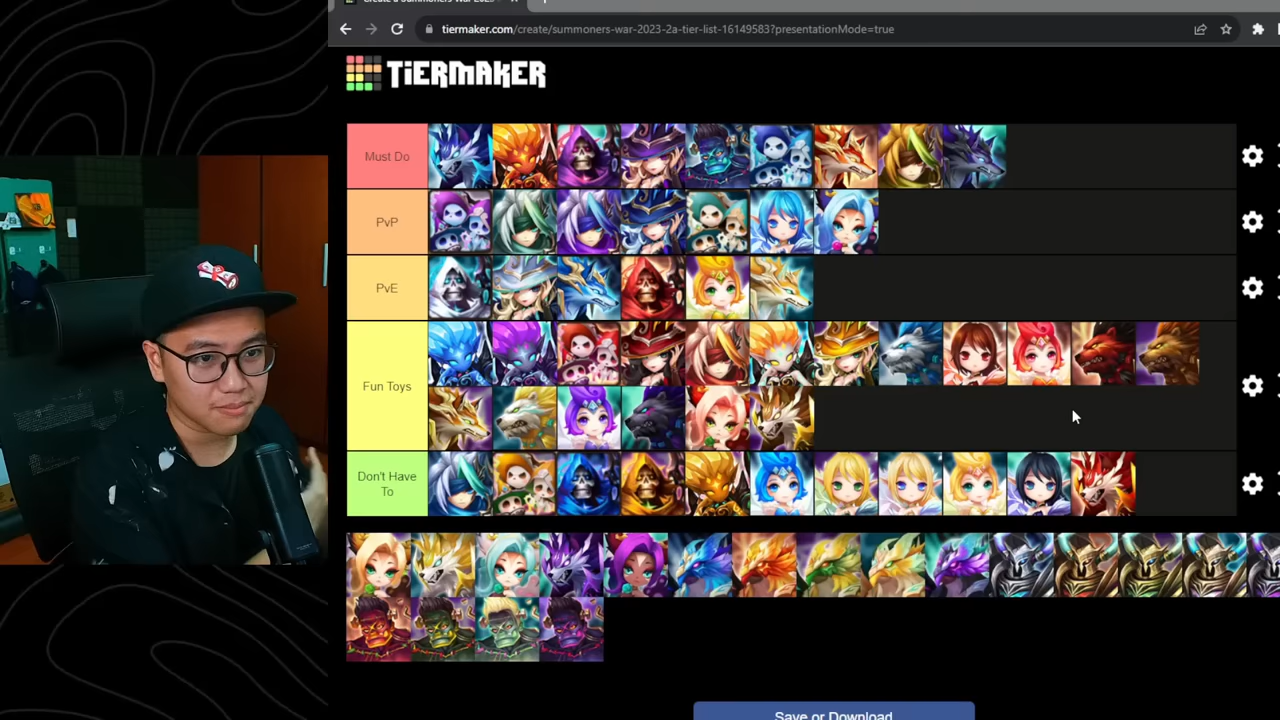 tiermaker.com/create/summoners-war-2023-2a-tier-list-16149583?presentationMode=true
TiERMAKER
Must Do
PvP
PvE
Fun Toys
Don't Have
To
Save or Download